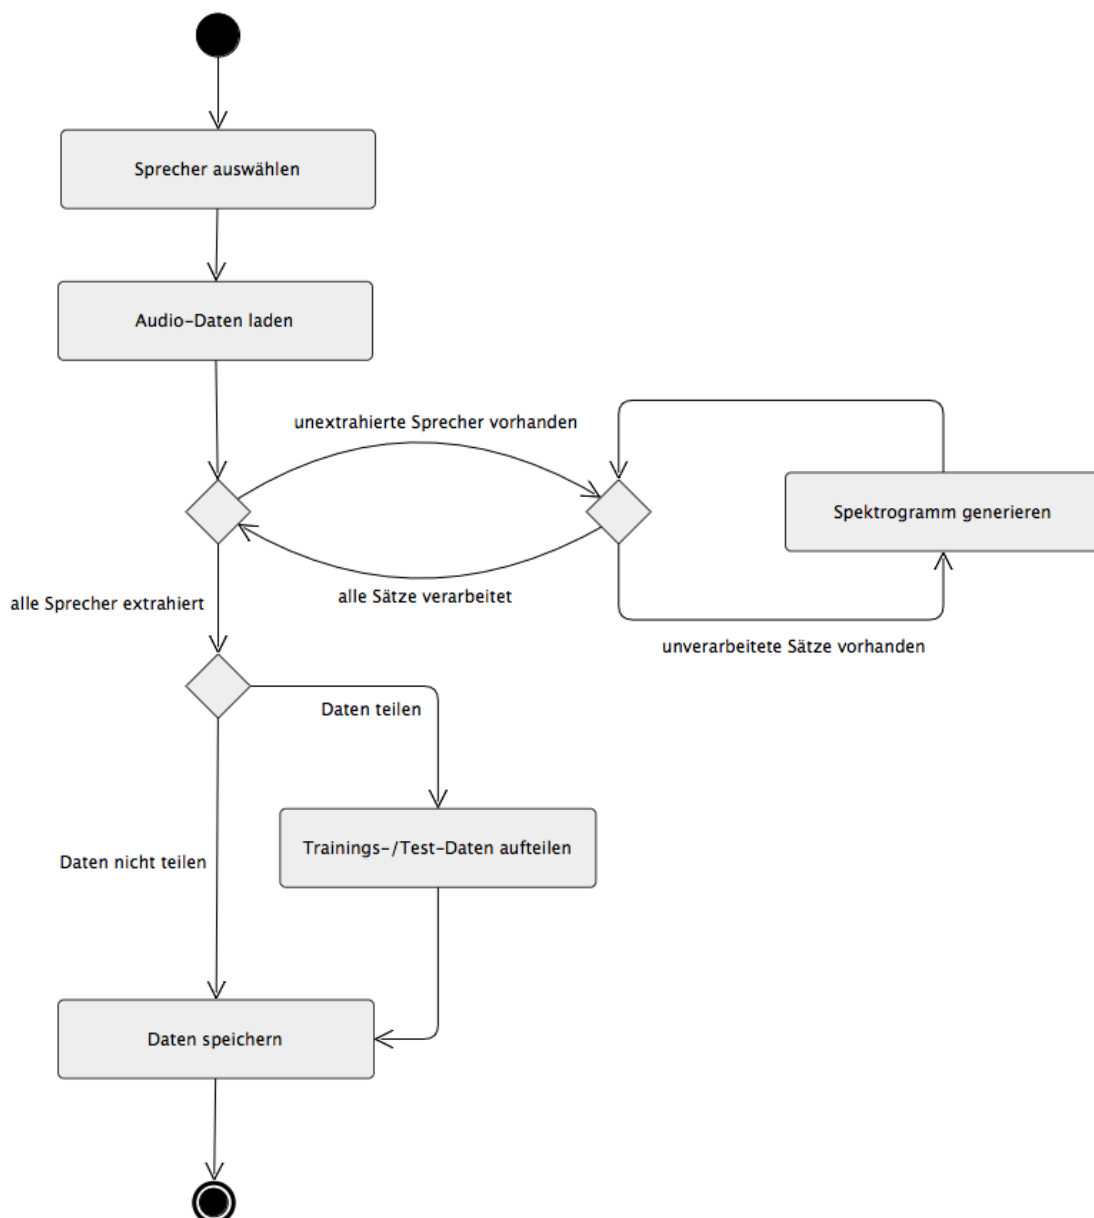 Sprecher auswählen
Audio-Daten laden
unextrahierte Sprecher vorhanden
Spektrogramm generieren
alle Sätze verarbeitet
alle Sprecher extrahiert
unverarbeitete Sätze vorhanden
Daten teilen
Trainings-/Test-Daten aufteilen
Daten nicht teilen
Daten speichern